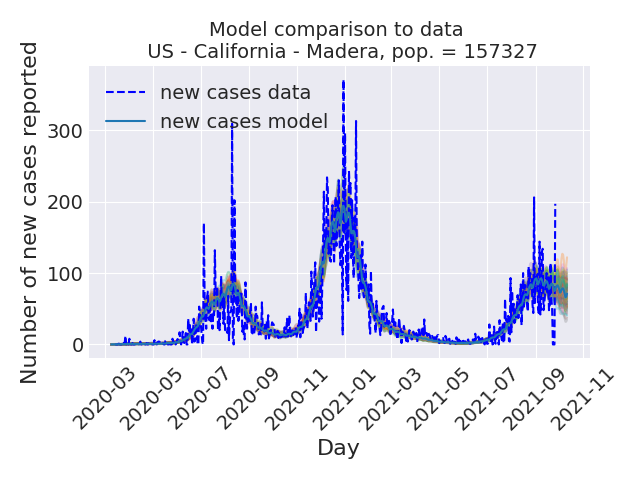 Model comparison to data
US - California - Madera, pop. = 157327
Number of new cases reported
new cases data
new cases model
300
200
100
0
2020-03
2020-05
2020-07
2020-09
2020-11
2021-01
2021-03
2021-05
2021-07
2021-09
2021-11
Day